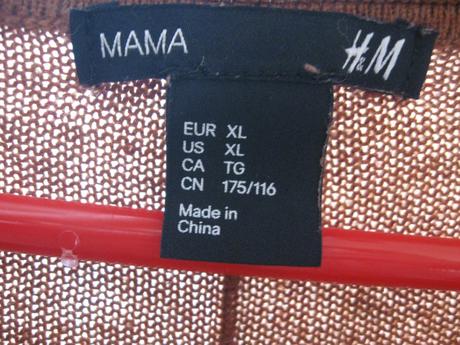 MAMA H&M
EUR XL
US XL
CA TG
CN 175/116
Made in
China